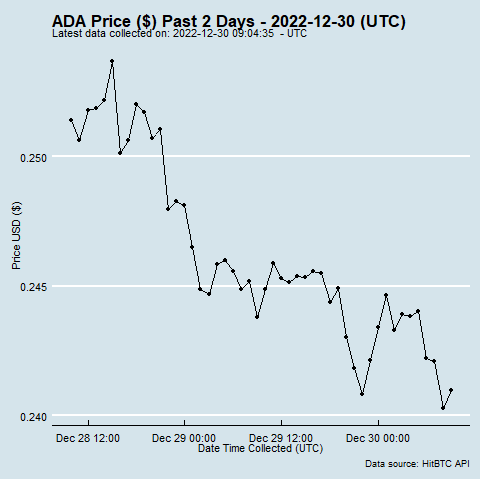 ADA Price ($) Past 2 Days - 2022-12-30 (UTC)
Latest data collected on: 2022-12-30 09:04:35 - UTC
0.250
0.245
0.240
Price USD ($)
Dec 28 12:00 Dec 29 00:00 Dec 29 12:00 Dec 30 00:00
Date Time Collected (UTC)
Data source: HitBTC API